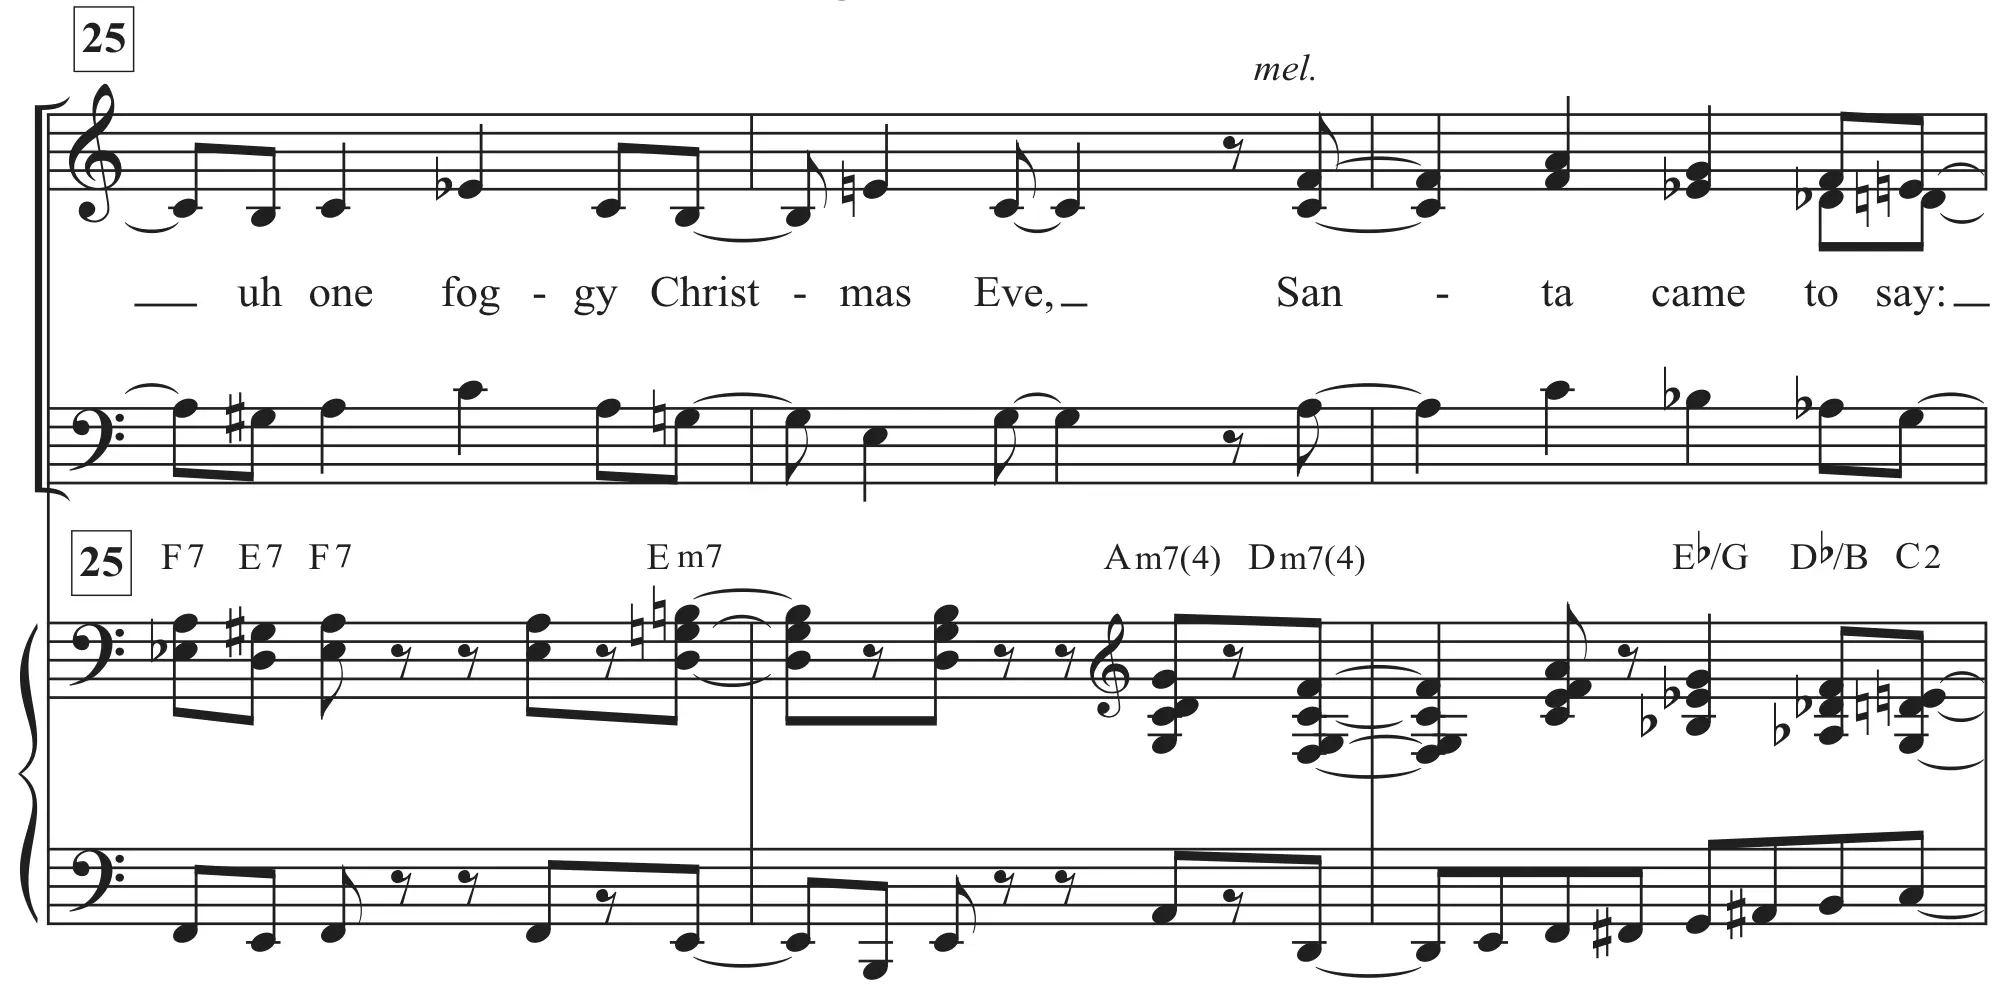 25
mel.
uh one fog - gy Christ - mas Eve, San - ta came to say:
25 F7 E7 F7 Em7 Am7(4) Dm7(4) E♭/G D♭/B C2